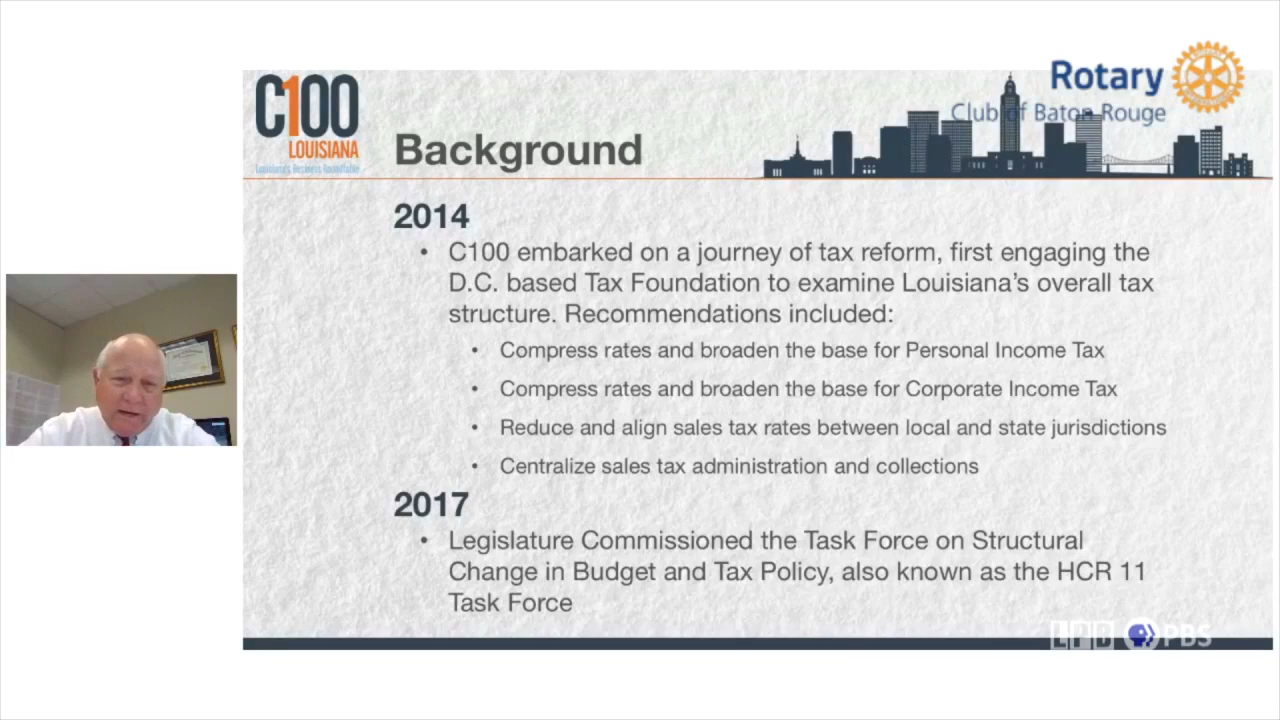 Rotary
Club of Baton Rouge
C100
LOUISIANA
Louisiana's Business Roundtable
Background
2014
• C100 embarked on a journey of tax reform, first engaging the
D.C. based Tax Foundation to examine Louisiana's overall tax
structure. Recommendations included:
• Compress rates and broaden the base for Personal Income Tax
• Compress rates and broaden the base for Corporate Income Tax
• Reduce and align sales tax rates between local and state jurisdictions
• Centralize sales tax administration and collections
2017
• Legislature Commissioned the Task Force on Structural
Change in Budget and Tax Policy, also known as the HCR 11
Task Force
LPB PBS